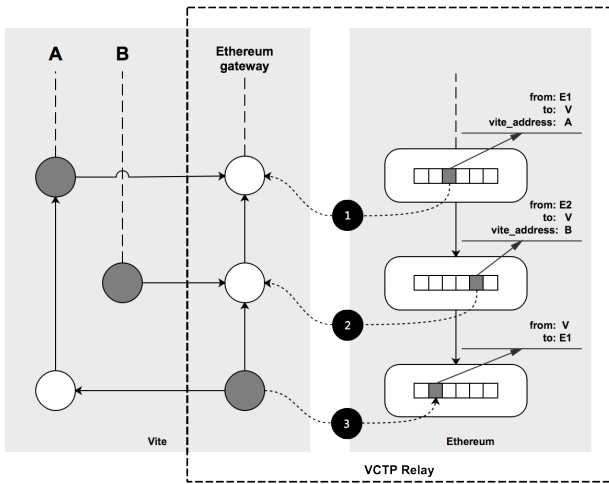 A
B
Ethereum
gateway
from: E1
to: V
vite_address: A
1
from: E2
to: V
vite_address: B
2
from: V
to: E1
3
Vite
Ethereum
VCTP Relay